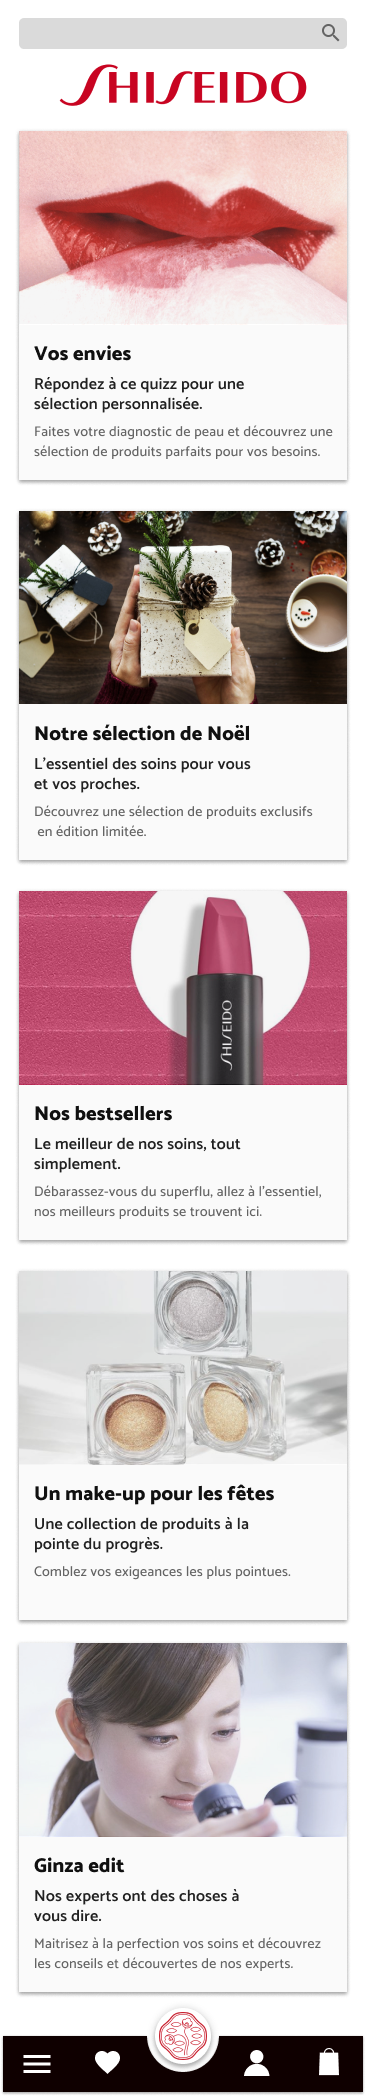 SHISEIDO
Vos envies
Répondez à ce quizz pour une
sélection personnalisée.
Faites votre diagnostic de peau et découvrez une
sélection de produits parfaits pour vos besoins.
Notre sélection de Noël
L'essentiel des soins pour vous
et vos proches.
Découvrez une sélection de produits exclusifs
en édition limitée.
SHISEIDO
Nos bestsellers
Le meilleur de nos soins, tout
simplement.
Débarassez-vous du superflu, allez à l'essentiel,
nos meilleurs produits se trouvent ici.
Un make-up pour les fêtes
Une collection de produits à la
pointe du progrès.
Comblez vos exigeances les plus pointues.
Ginza edit
Nos experts ont des choses à
vous dire.
Maitrisez à la perfection vos soins et découvrez
les conseils et découvertes de nos experts.